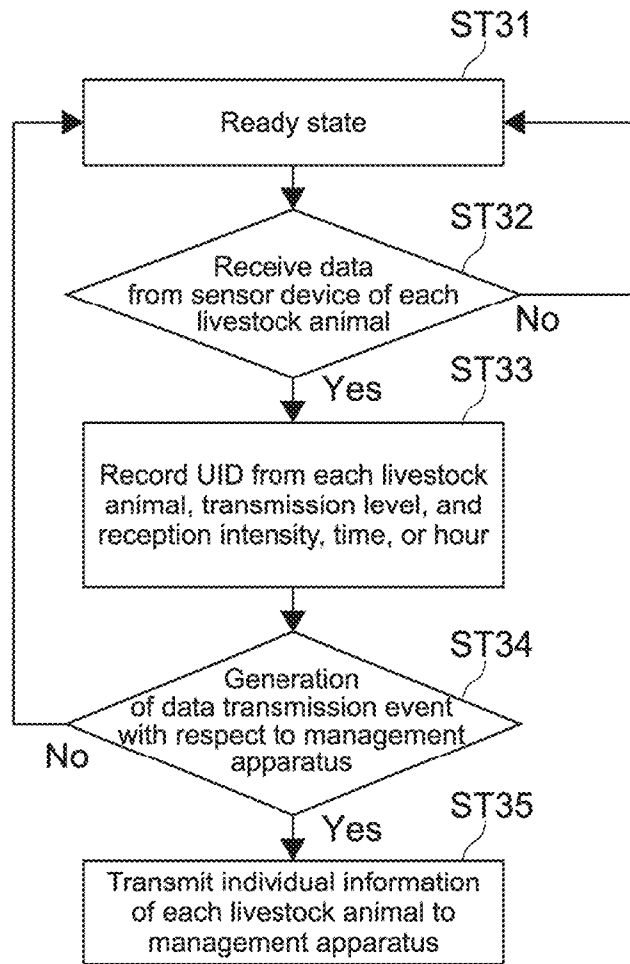 ST31
Ready state
ST32
Receive data
from sensor device of each
livestock animal
No
Yes
ST33
Record UID from each livestock
animal, transmission level, and
reception intensity, time, or hour
ST34
Generation
of data transmission event
with respect to management
apparatus
No
Yes
ST35
Transmit individual information
of each livestock animal to
management apparatus